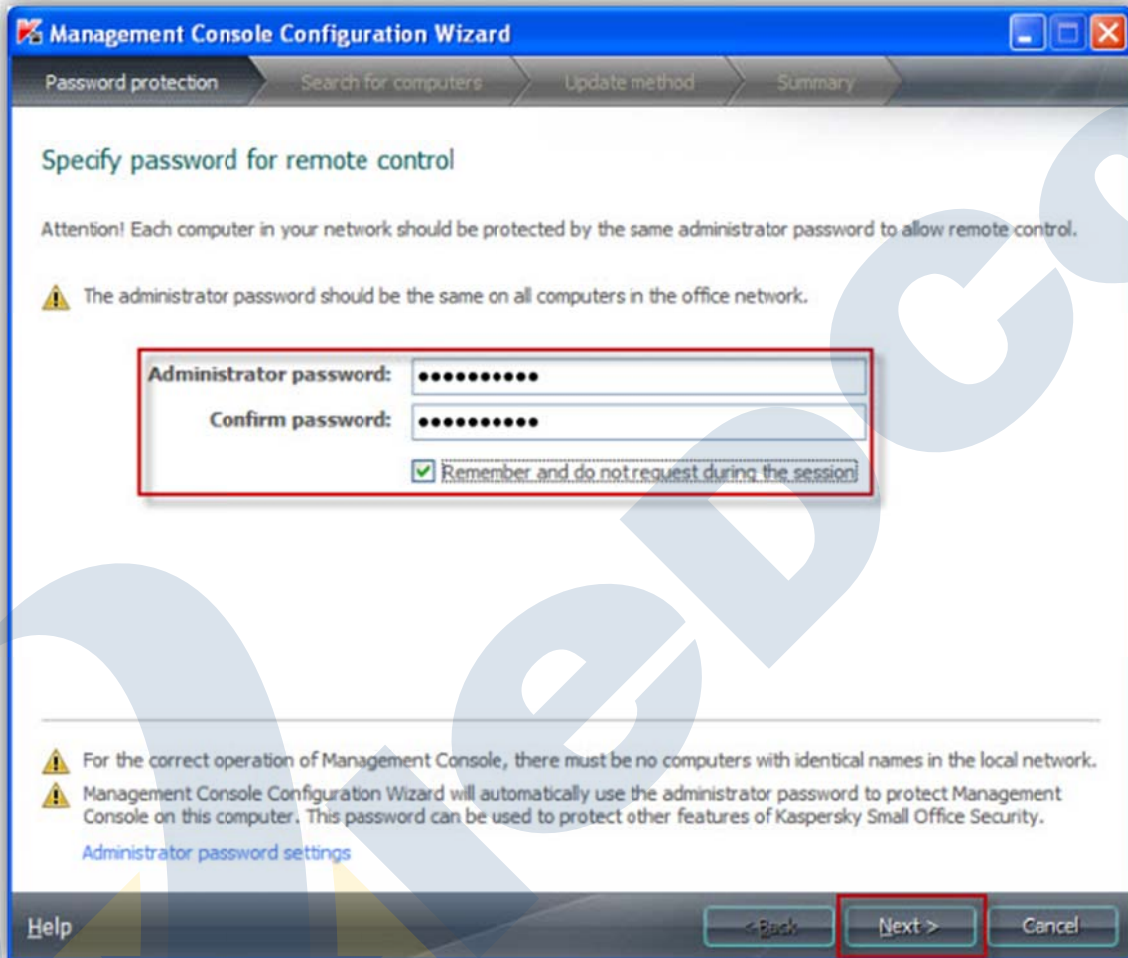 Management Console Configuration Wizard
Password protection
Search for computers
Update method
Summary
Specify password for remote control
Attention! Each computer in your network should be protected by the same administrator password to allow remote control.
The administrator password should be the same on all computers in the office network.
Administrator password: ••••••••••
Confirm password: ••••••••••
Remember and do not request during the session
For the correct operation of Management Console, there must be no computers with identical names in the local network.
Management Console Configuration Wizard will automatically use the administrator password to protect Management
Console on this computer. This password can be used to protect other features of Kaspersky Small Office Security.
Administrator password settings
Help
< Back
Next >
Cancel